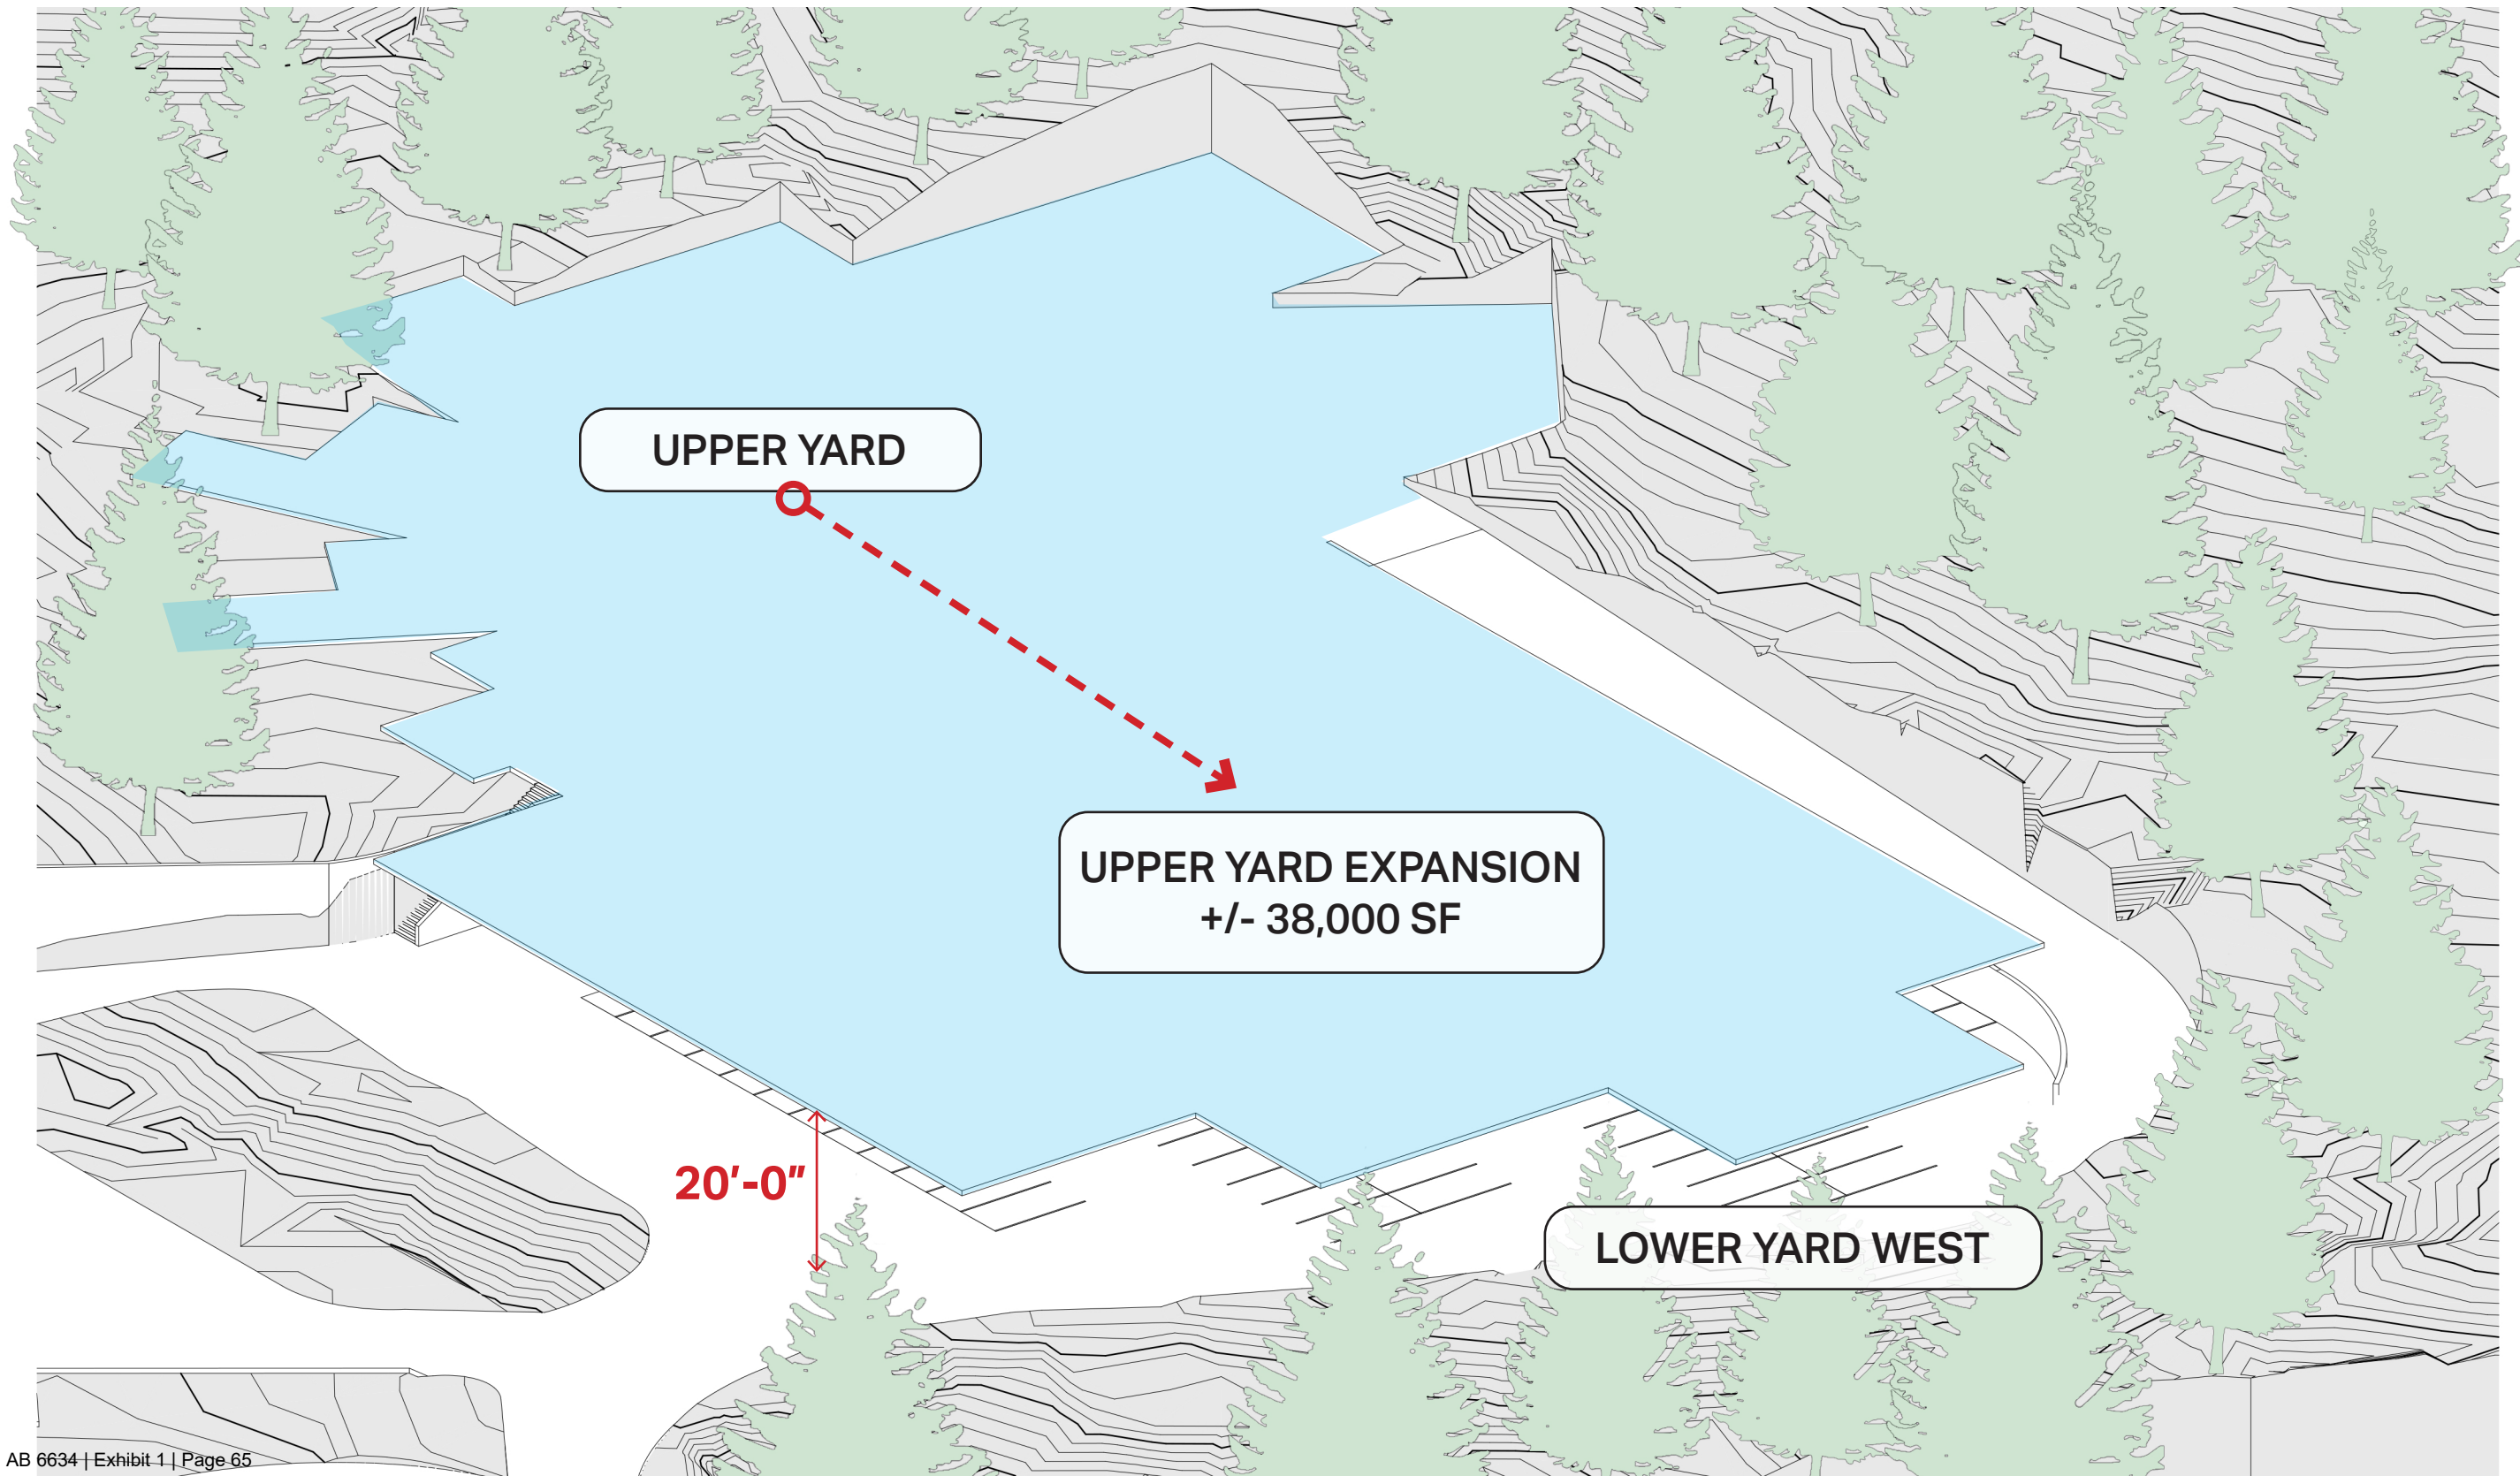 UPPER YARD
UPPER YARD EXPANSION
+/- 38,000 SF
20'-0"
LOWER YARD WEST
AB 6634 | Exhibit 1 | Page 65